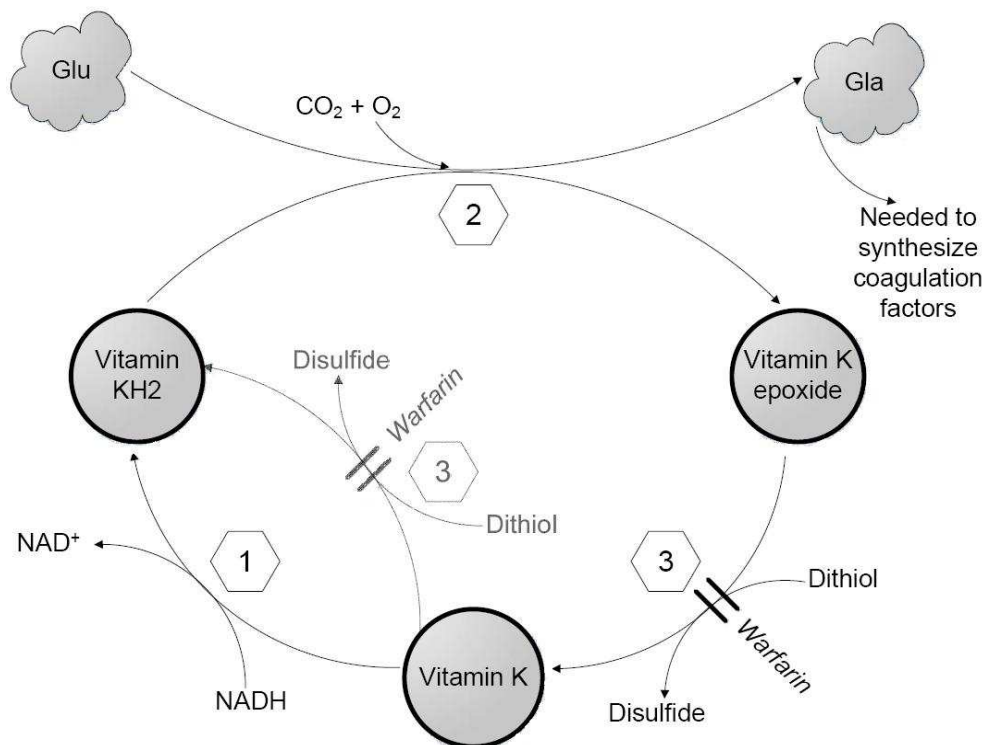 Glu
Gla
CO₂ + O₂
2
Needed to
synthesize
coagulation
factors
Vitamin
KH2
Disulfide
Warfarin
3
Dithiol
Vitamin K
epoxide
NAD⁺
1
3
Dithiol
Warfarin
Vitamin K
NADH
Disulfide